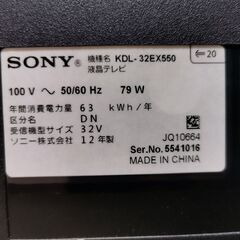 SONY® 機種名 KDL-32EX550
液晶テレビ
⇐20
100 V ～ 50/60 Hz 79 W
年間消費電力量 63 kWh/年
区分名 DN
受信機型サイズ 32V
ソニー株式会社 12年製
JQ10664
Ser.No. 5541016
MADE IN CHINA